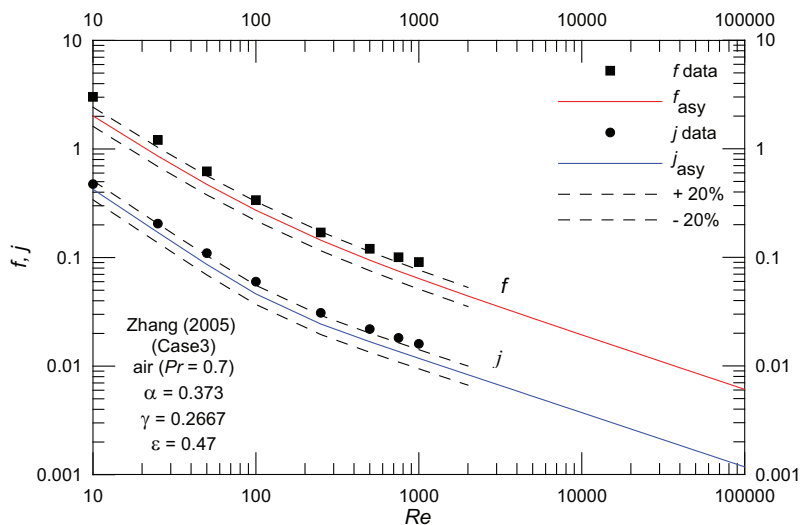 10 100 1000 10000 100000
10 10
1 1
0.1 0.1
0.01 0.01
0.001 0.001
10 100 1000 10000 100000
f, j
Re
f data
f asy
j data
j asy
+ 20%
- 20%
f
j
Zhang (2005)
(Case3)
air (Pr = 0.7)
α = 0.373
γ = 0.2667
ε = 0.47